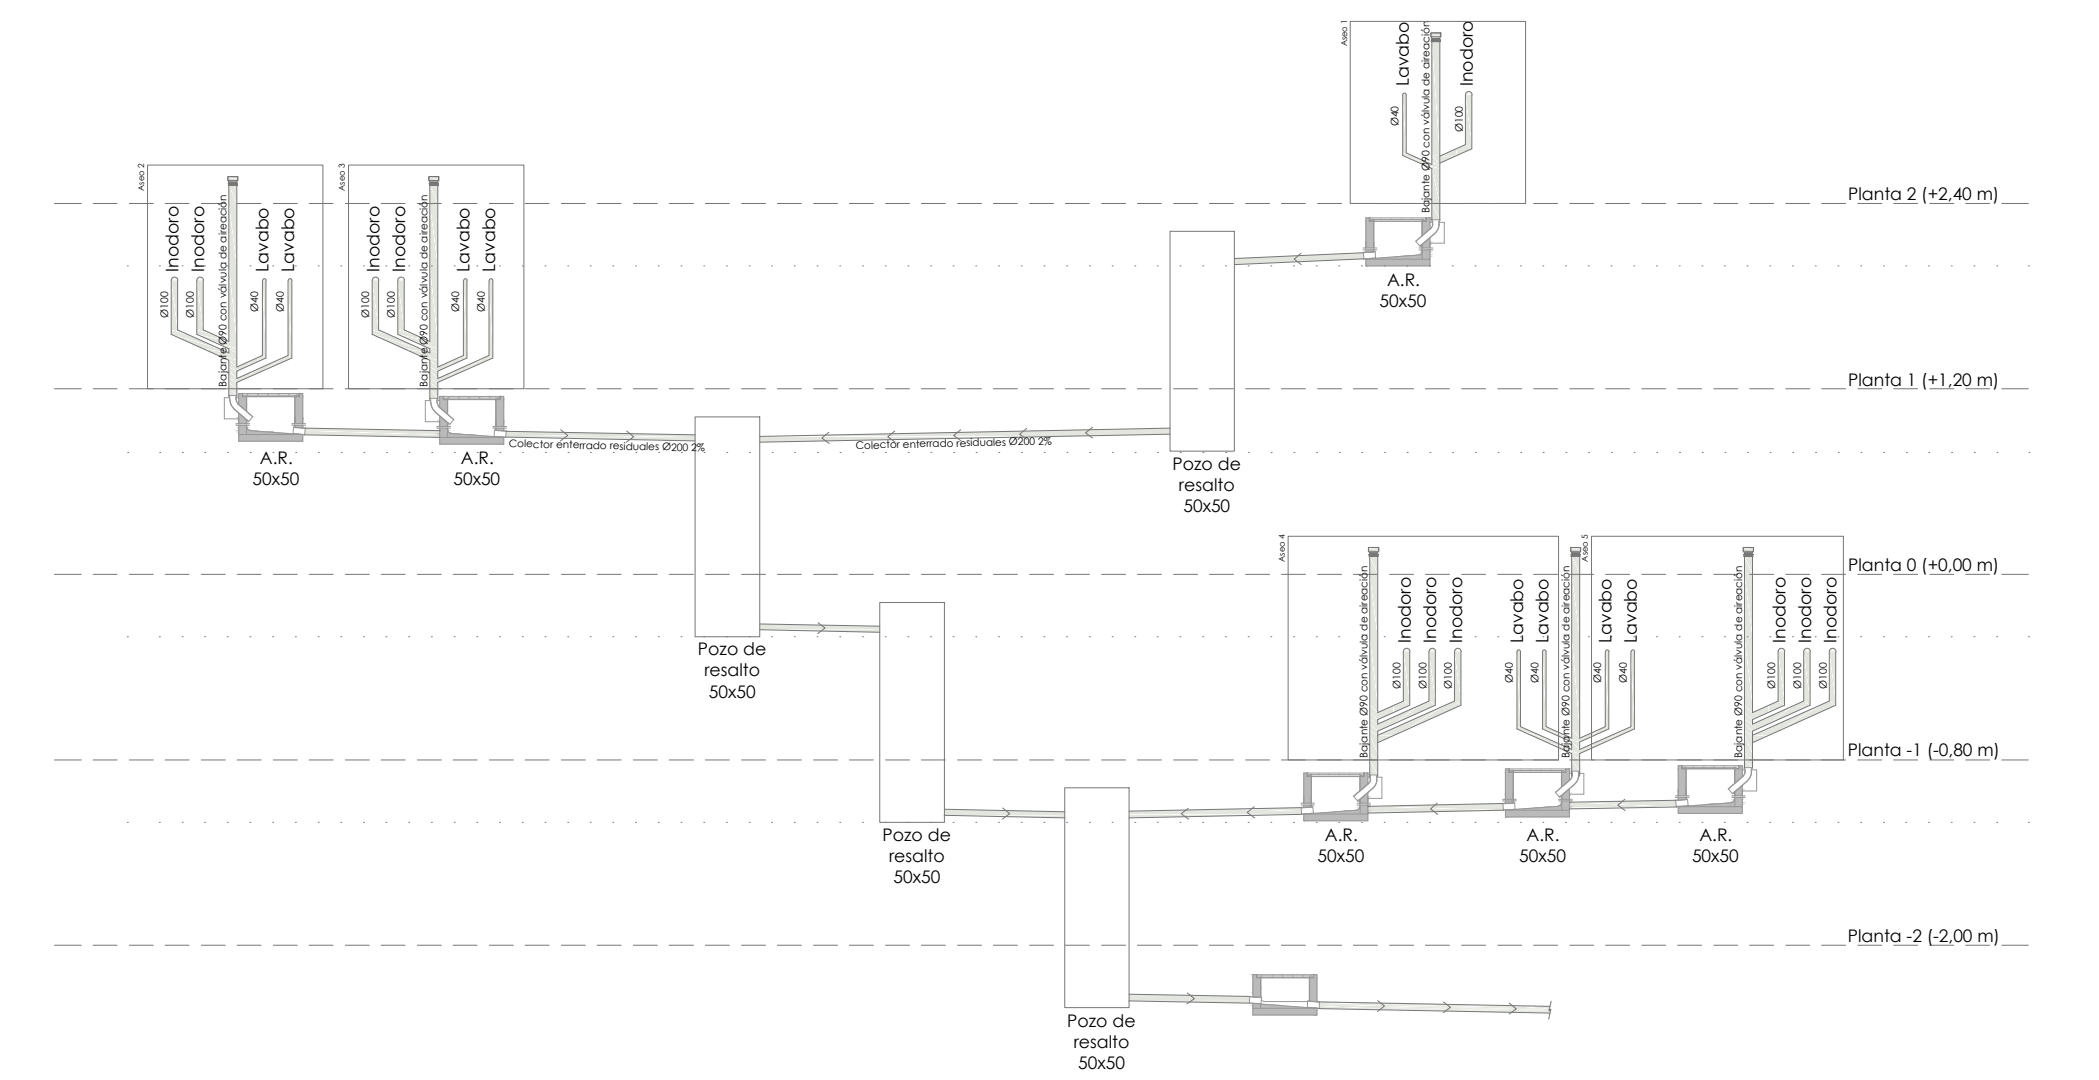 Aseo 1
Lavabo
Ø40
Bajante Ø90 con válvula de aireación
Inodoro
Ø100
Planta 2 (+2,40 m)
A.R.
50x50
Aseo 2
Inodoro
Ø100
Inodoro
Ø100
Bajante Ø90 con válvula de aireación
Lavabo
Ø40
Lavabo
Ø40
Aseo 3
Inodoro
Ø100
Inodoro
Ø100
Bajante Ø90 con válvula de aireación
Lavabo
Ø40
Lavabo
Ø40
Planta 1 (+1,20 m)
A.R.
50x50
A.R.
50x50
Colector enterrado residuales Ø200 2%
Colector enterrado residuales Ø200 2%
Pozo de
resalto
50x50
Planta 0 (+0,00 m)
Pozo de
resalto
50x50
Aseo 4
Bajante Ø90 con válvula de aireación
Inodoro
Ø100
Inodoro
Ø100
Inodoro
Ø100
Lavabo
Ø40
Lavabo
Ø40
Bajante Ø90 con válvula de aireación
Aseo 5
Lavabo
Ø40
Lavabo
Ø40
Bajante Ø90 con válvula de aireación
Inodoro
Ø100
Inodoro
Ø100
Inodoro
Ø100
Planta -1 (-0,80 m)
Pozo de
resalto
50x50
A.R.
50x50
A.R.
50x50
A.R.
50x50
Planta -2 (-2,00 m)
Pozo de
resalto
50x50